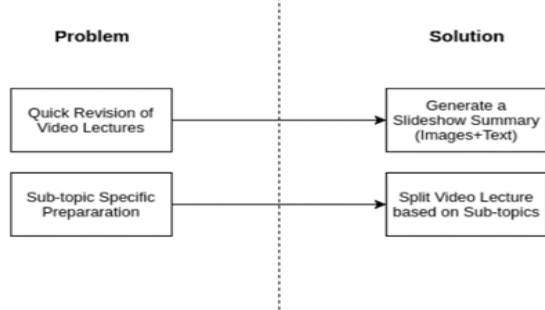 Problem
Solution
Quick Revision of
Video Lectures
Generate a
Slideshow Summary
(Images+Text)
Sub-topic Specific
Prepararation
Split Video Lecture
based on Sub-topics